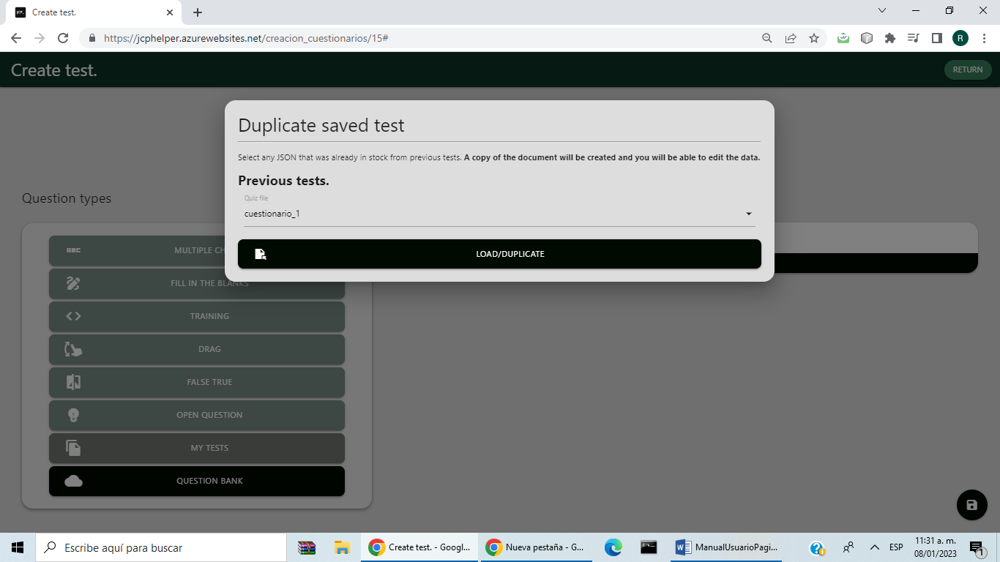 Create test.
https://jcphelper.azurewebsites.net/creacion_cuestionarios/15#
R
Create test.
RETURN
Duplicate saved test
Select any JSON that was already in stock from previous tests. A copy of the document will be created and you will be able to edit the data.
Previous tests.
Quiz file
cuestionario_1
LOAD/DUPLICATE
Question types
ABC MULTIPLE CH
FILL IN THE BLANKS
TRAINING
DRAG
FALSE TRUE
OPEN QUESTION
MY TESTS
QUESTION BANK
Escribe aquí para buscar
Create test. - Googl...
Nueva pestaña - G...
ManualUsuarioPagi...
ESP
11:31 a. m.
08/01/2023
1